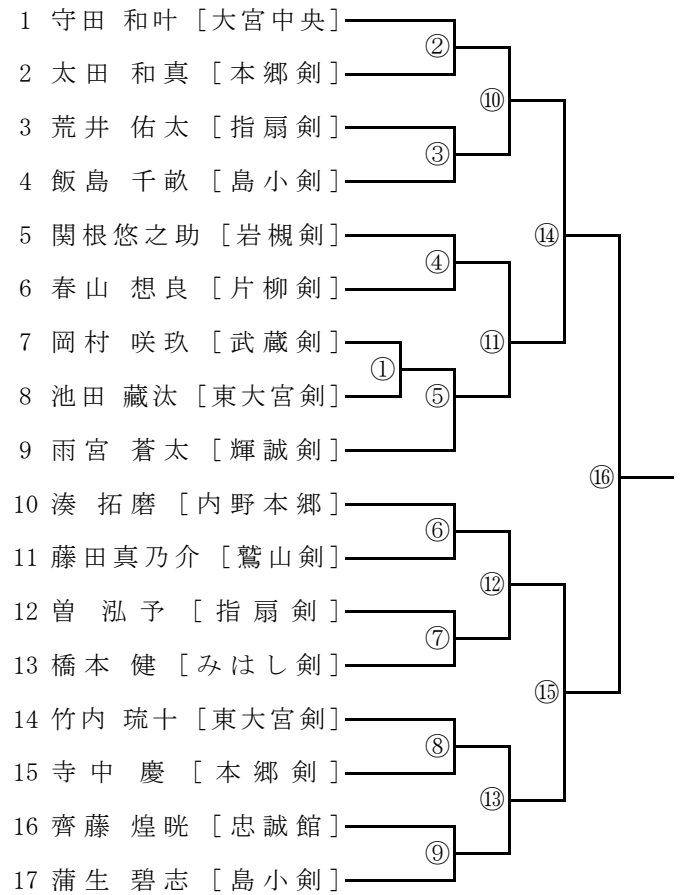 1 守田 和叶 [大宮中央]
②
2 太田 和真 [本郷剣]
⑩
3 荒井 佑太 [指扇剣]
③
4 飯島 千畝 [島小剣]
5 関根悠之助 [岩槻剣]
⑭
④
6 春山 想良 [片柳剣]
7 岡村 咲玖 [武蔵剣]
⑪
①
8 池田 藏汰 [東大宮剣]
⑤
9 雨宮 蒼太 [輝誠剣]
⑯
10 湊 拓磨 [内野本郷]
⑥
11 藤田真乃介 [鷲山剣]
⑫
12 曽 泓予 [指扇剣]
⑦
13 橋本 健 [みはし剣]
⑮
14 竹内 琉十 [東大宮剣]
⑧
15 寺中 慶 [本郷剣]
⑬
16 齊藤 煌晄 [忠誠館]
⑨
17 蒲生 碧志 [島小剣]